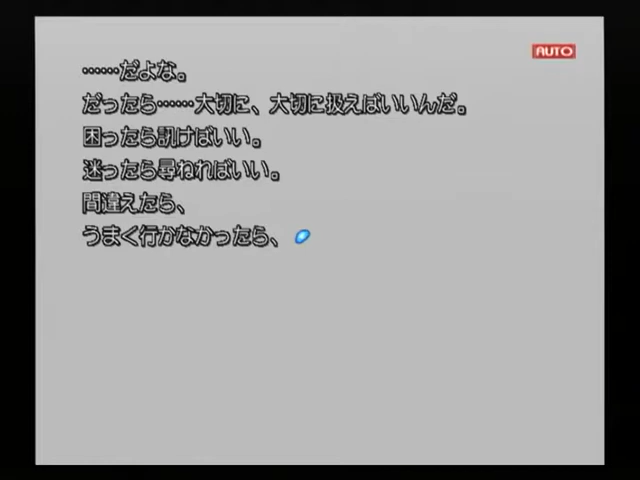 AUTO
……だよな。
だったら……大切に、大切に扱えばいいんだ。
困ったら訊けばいい。
迷ったら尋ねればいい。
間違えたら、
うまく行かなかったら、